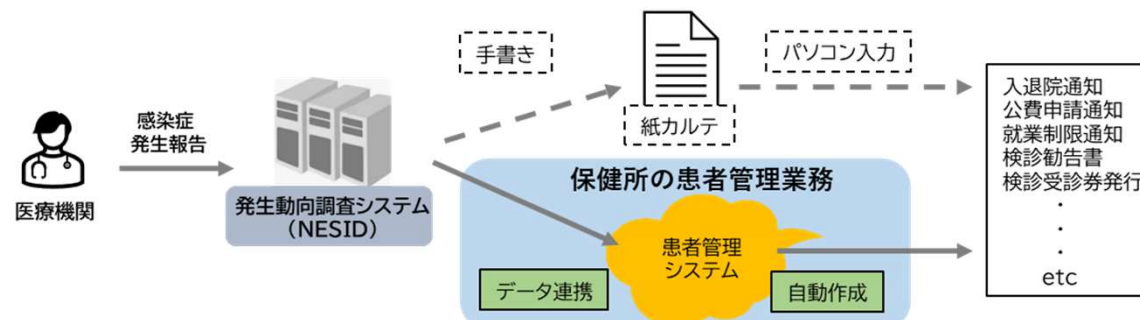 手書き
パソコン入力
感染症
発生報告
紙カルテ
医療機関
発生動向調査システム
（NESID）
保健所の患者管理業務
患者管理
システム
データ連携
自動作成
入退院通知
公費申請通知
就業制限通知
検診勧告書
検診受診券発行
・
・
・
etc